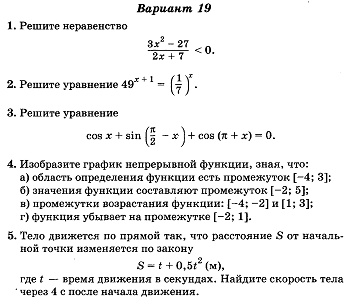 Вариант 19
1. Решите неравенство
(3x² − 27)/(2x + 7) < 0.
2. Решите уравнение 49^(x + 1) = (1/7)^x.
3. Решите уравнение
cos x + sin (π/2 − x) + cos (π + x) = 0.
4. Изобразите график непрерывной функции, зная, что:
а) область определения функции есть промежуток [−4; 3];
б) значения функции составляют промежуток [−2; 5];
в) промежутки возрастания функции: [−4; −2] и [1; 3];
г) функция убывает на промежутке [−2; 1].
5. Тело движется по прямой так, что расстояние S от началь-
ной точки изменяется по закону
S = t + 0,5t² (м),
где t — время движения в секундах. Найдите скорость тела
через 4 с после начала движения.